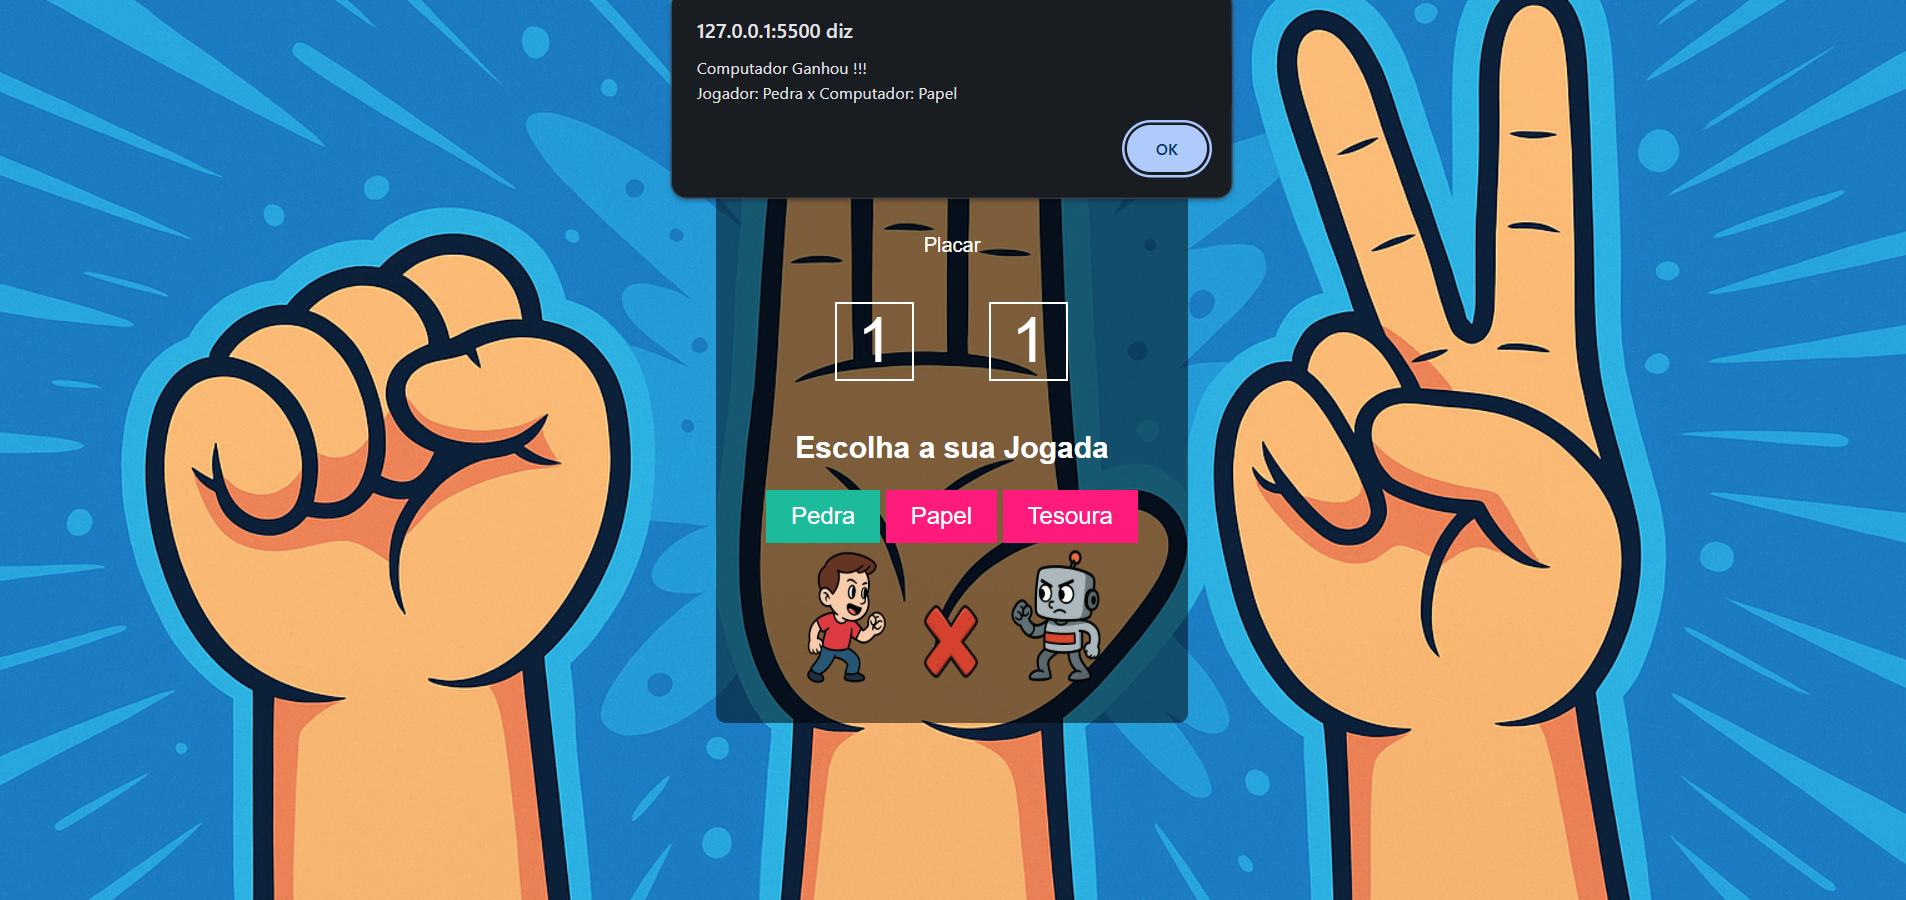 127.0.0.1:5500 diz
Computador Ganhou !!!
Jogador: Pedra x Computador: Papel
OK
Placar
1 1
Escolha a sua Jogada
Pedra Papel Tesoura